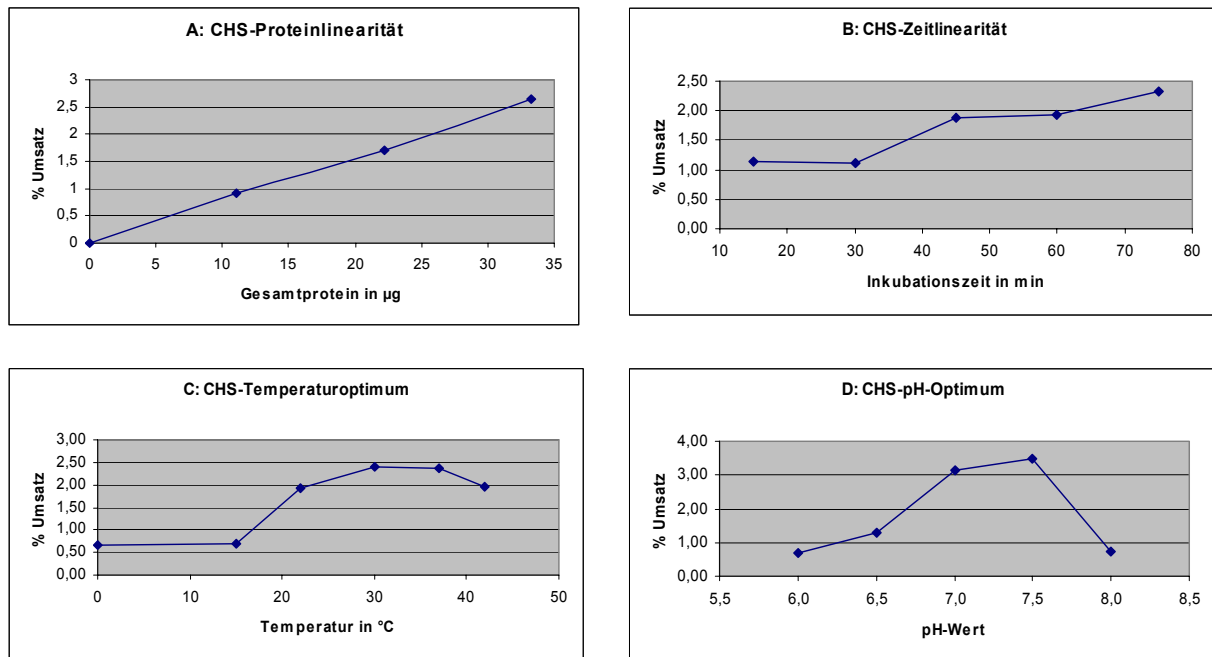 A: CHS-Proteinlinearität
% Umsatz
3
2,5
2
1,5
1
0,5
0
0 5 10 15 20 25 30 35
Gesamtprotein in µg
B: CHS-Zeitlinearität
% Umsatz
2,50
2,00
1,50
1,00
0,50
0,00
10 20 30 40 50 60 70 80
Inkubationszeit in min
C: CHS-Temperaturoptimum
% Umsatz
3,00
2,50
2,00
1,50
1,00
0,50
0,00
0 10 20 30 40 50
Temperatur in °C
D: CHS-pH-Optimum
% Umsatz
4,00
3,00
2,00
1,00
0,00
5,5 6,0 6,5 7,0 7,5 8,0 8,5
pH-Wert